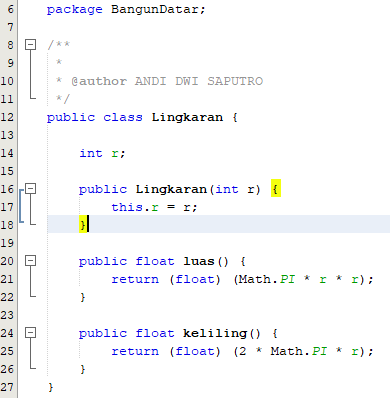 6 package BangunDatar;
7
8 /**
9 *
10 * @author ANDI DWI SAPUTRO
11 */
12 public class Lingkaran {
13
14 int r;
15
16 public Lingkaran(int r) {
17 this.r = r;
18 }
19
20 public float luas() {
21 return (float) (Math.PI * r * r);
22 }
23
24 public float keliling() {
25 return (float) (2 * Math.PI * r);
26 }
27 }